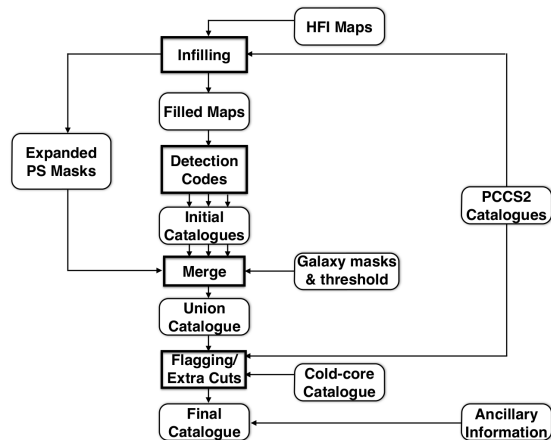 HFI Maps
Infilling
Filled Maps
Expanded
PS Masks
Detection
Codes
PCCS2
Catalogues
Initial
Catalogues
Merge
Galaxy masks
& threshold
Union
Catalogue
Flagging/
Extra Cuts
Cold-core
Catalogue
Final
Catalogue
Ancillary
Information